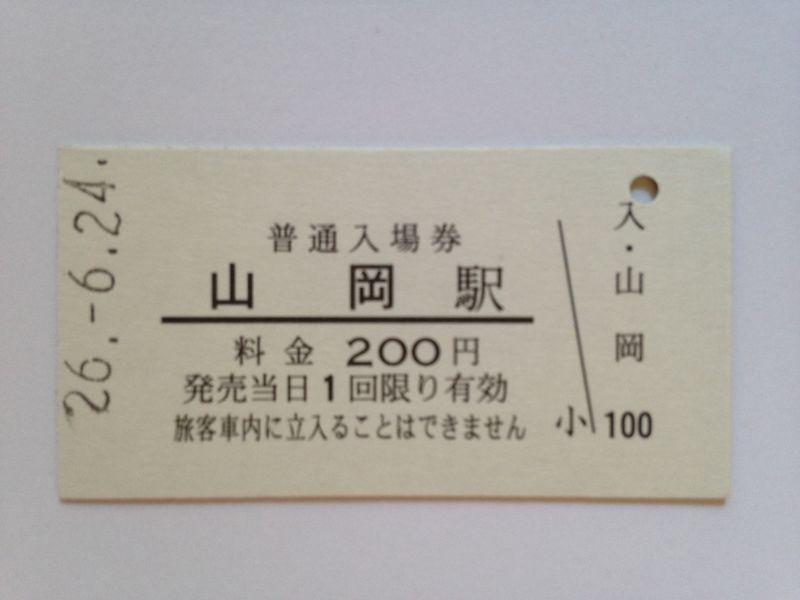 26.-6.24.
普通入場券
山岡駅
料金 200円
発売当日1回限り有効
旅客車内に立入ることはできません
入・山岡
小 100